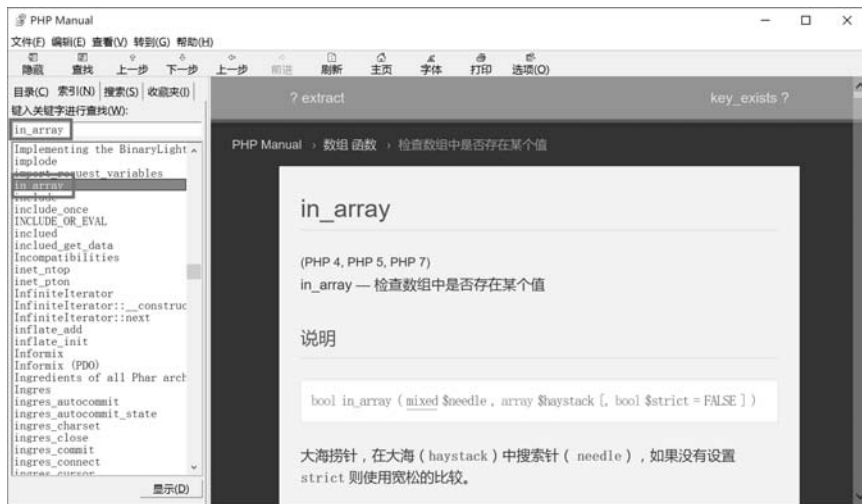 PHP Manual
文件(F) 编辑(E) 查看(V) 转到(G) 帮助(H)
隐藏 查找 上一步 下一步 上一步 前进 刷新 主页 字体 打印 选项(O)
目录(C) 索引(N) 搜索(S) 收藏夹(I)
键入关键字进行查找(W):
in_array
Implementing the BinaryLight
implode
import_request_variables
in_array
include
include_once
INCLUDE_OR_EVAL
inclued
inclued_get_data
Incompatibilities
inet_ntop
inet_pton
InfiniteIterator
InfiniteIterator::__construc
InfiniteIterator::next
inflate_add
inflate_init
Informix
Informix (PDO)
Ingredients of all Phar arch
Ingres
ingres_autocommit
ingres_autocommit_state
ingres_charset
ingres_close
ingres_commit
ingres_connect
ingres_cursor
显示(D)
? extract
key_exists ?
PHP Manual › 数组 函数 › 检查数组中是否存在某个值
in_array
(PHP 4, PHP 5, PHP 7)
in_array — 检查数组中是否存在某个值
说明
bool in_array ( mixed $needle , array $haystack [, bool $strict = FALSE ] )
大海捞针，在大海（haystack）中搜索针（ needle），如果没有设置
strict 则使用宽松的比较。